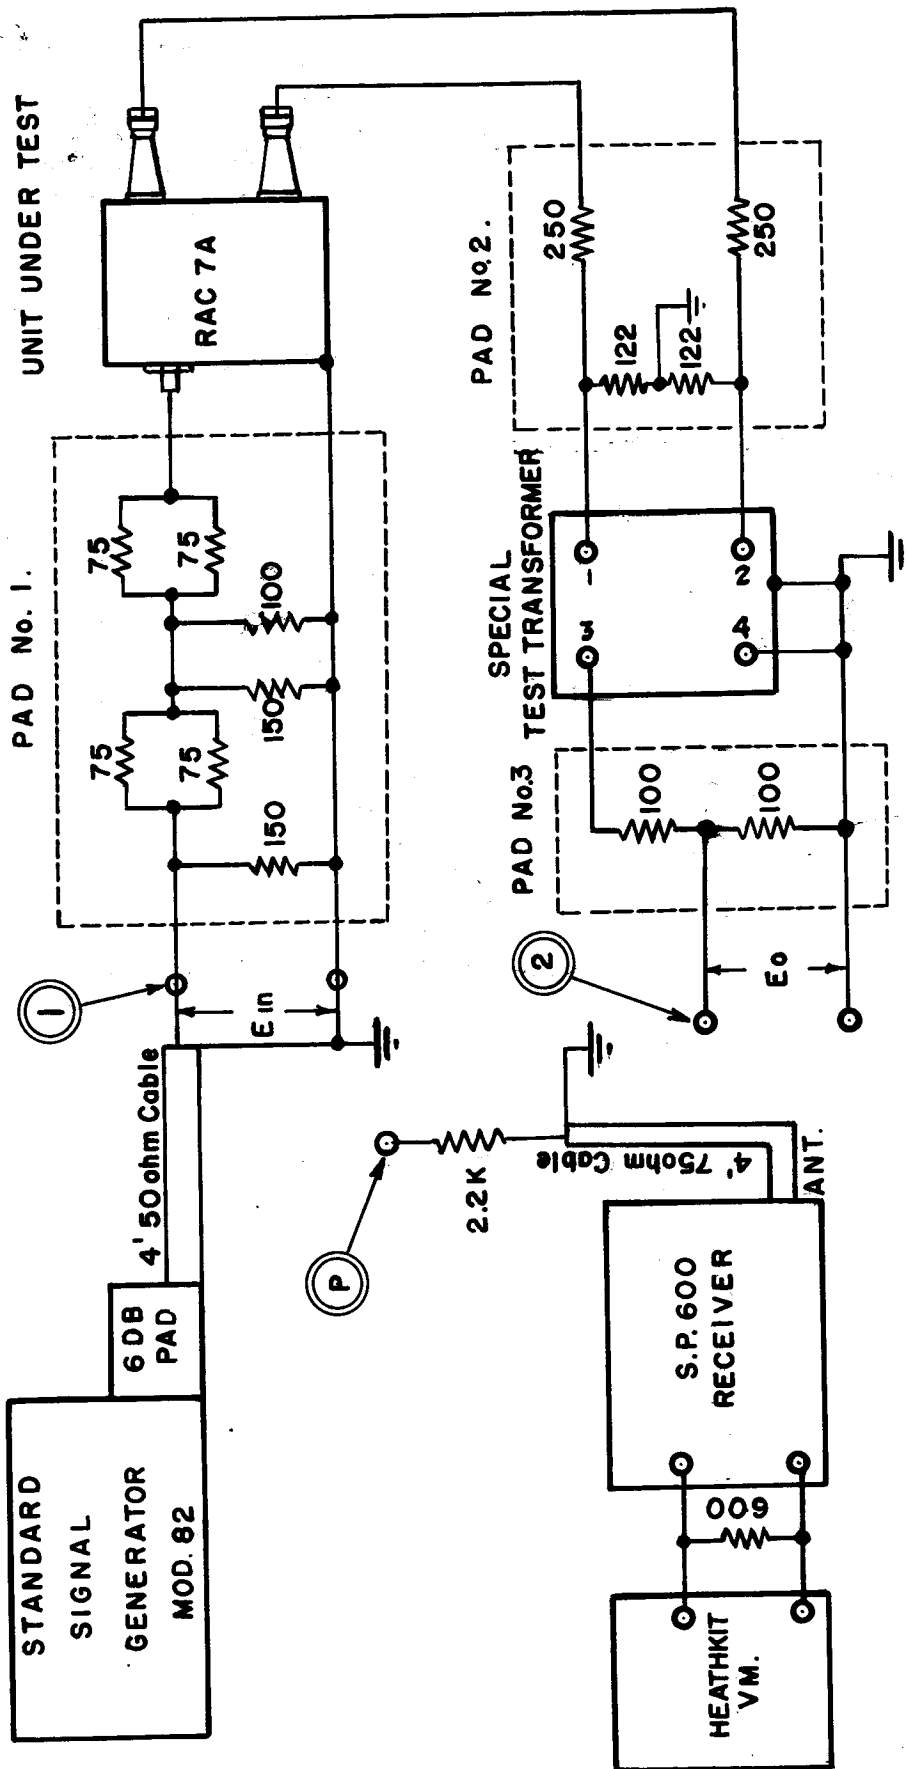 UNIT UNDER TEST
RAC 7A
PAD No. 1.
75
75
100
150
75
75
150
1
E in
4' 50 ohm Cable
6 DB
PAD
STANDARD
SIGNAL
GENERATOR
MOD. 82
PAD No. 2.
250
250
122
122
SPECIAL
TEST TRANSFORMER
1
2
3
4
PAD No.3
100
100
2
Eo
P
2.2K
4' 75ohm Cable
ANT.
S.P. 600
RECEIVER
600
HEATHKIT
VM.